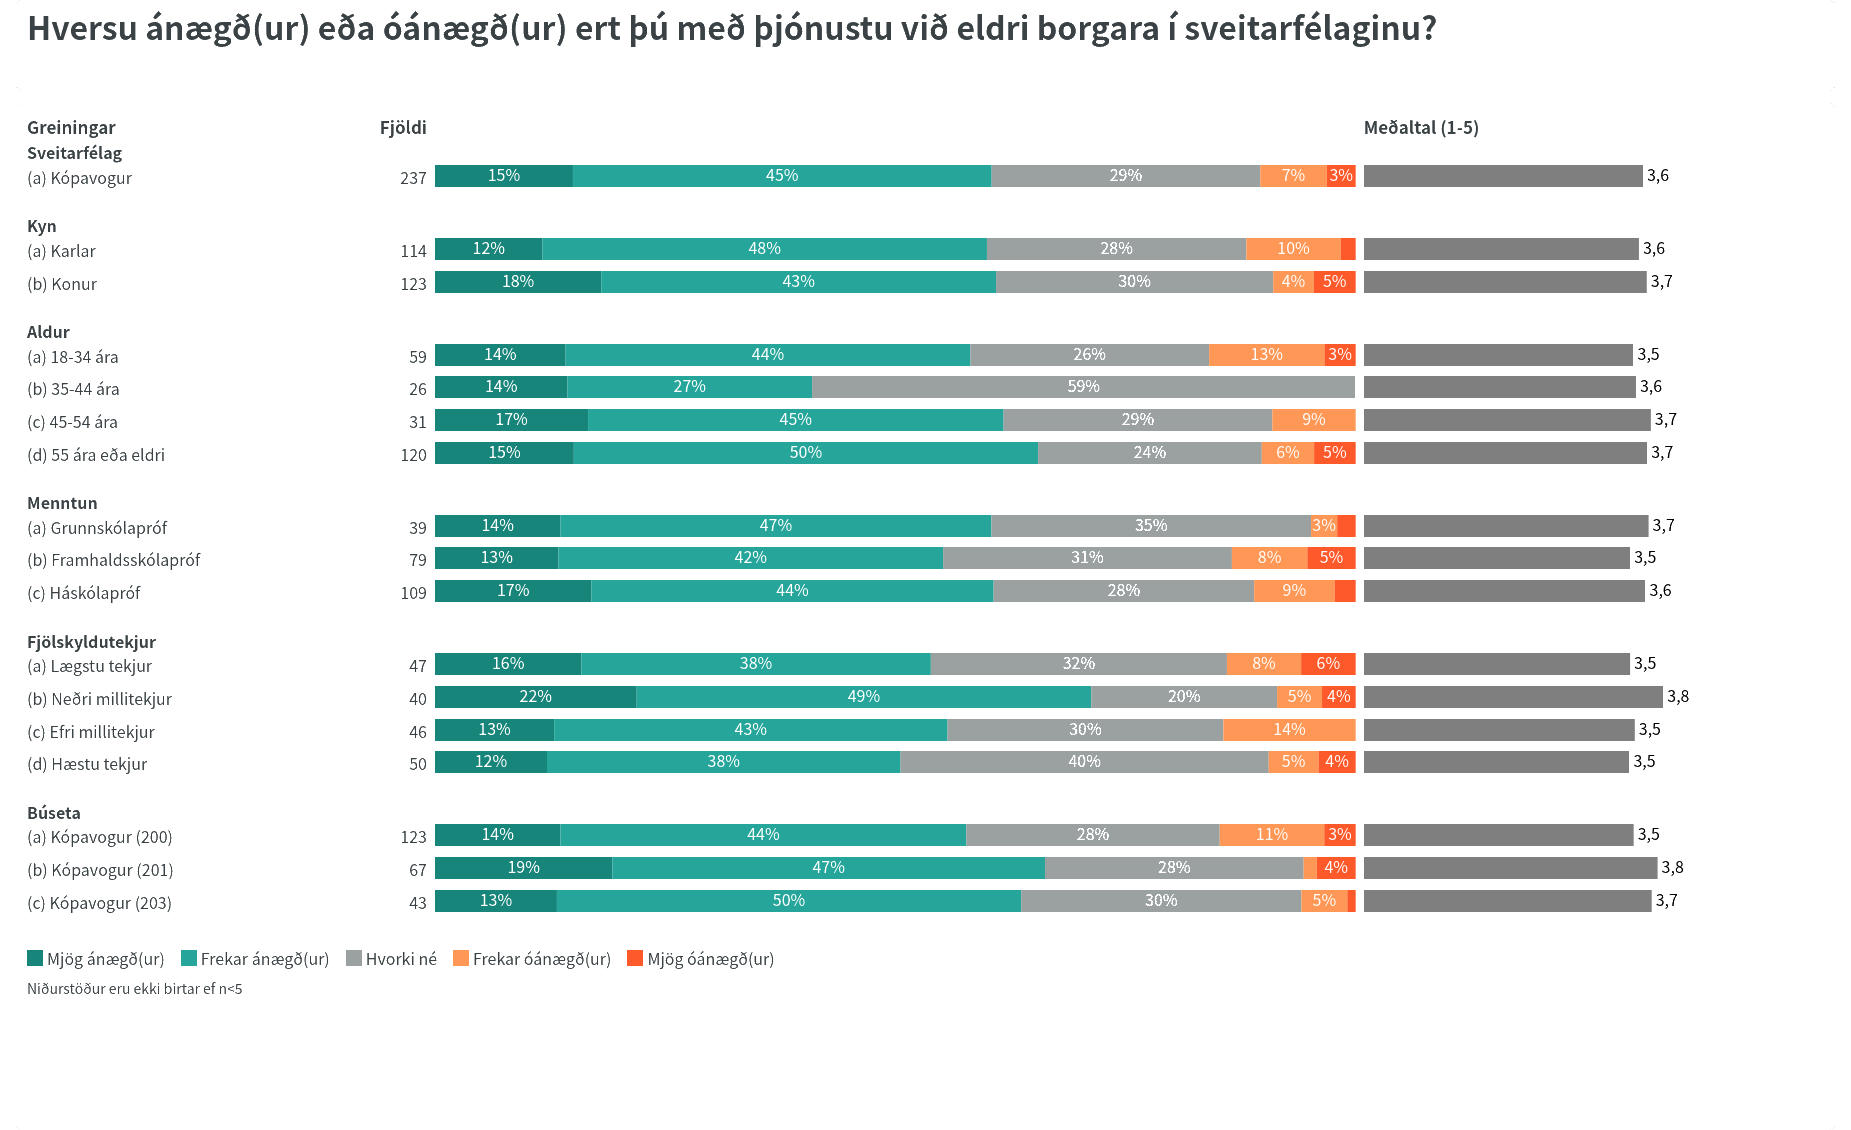 Hversu ánægð(ur) eða óánægð(ur) ert þú með þjónustu við eldri borgara í sveitarfélaginu?
Greiningar Fjöldi Meðaltal (1-5)
Sveitarfélag
(a) Kópavogur 237 15% 45% 29% 7% 3% 3,6
Kyn
(a) Karlar 114 12% 48% 28% 10% 3,6
(b) Konur 123 18% 43% 30% 4% 5% 3,7
Aldur
(a) 18-34 ára 59 14% 44% 26% 13% 3% 3,5
(b) 35-44 ára 26 14% 27% 59% 3,6
(c) 45-54 ára 31 17% 45% 29% 9% 3,7
(d) 55 ára eða eldri 120 15% 50% 24% 6% 5% 3,7
Menntun
(a) Grunnskólapróf 39 14% 47% 35% 3% 3,7
(b) Framhaldsskólapróf 79 13% 42% 31% 8% 5% 3,5
(c) Háskólapróf 109 17% 44% 28% 9% 3,6
Fjölskyldutekjur
(a) Lægstu tekjur 47 16% 38% 32% 8% 6% 3,5
(b) Neðri millitekjur 40 22% 49% 20% 5% 4% 3,8
(c) Efri millitekjur 46 13% 43% 30% 14% 3,5
(d) Hæstu tekjur 50 12% 38% 40% 5% 4% 3,5
Búseta
(a) Kópavogur (200) 123 14% 44% 28% 11% 3% 3,5
(b) Kópavogur (201) 67 19% 47% 28% 4% 3,8
(c) Kópavogur (203) 43 13% 50% 30% 5% 3,7
Mjög ánægð(ur) Frekar ánægð(ur) Hvorki né Frekar óánægð(ur) Mjög óánægð(ur)
Niðurstöður eru ekki birtar ef n<5